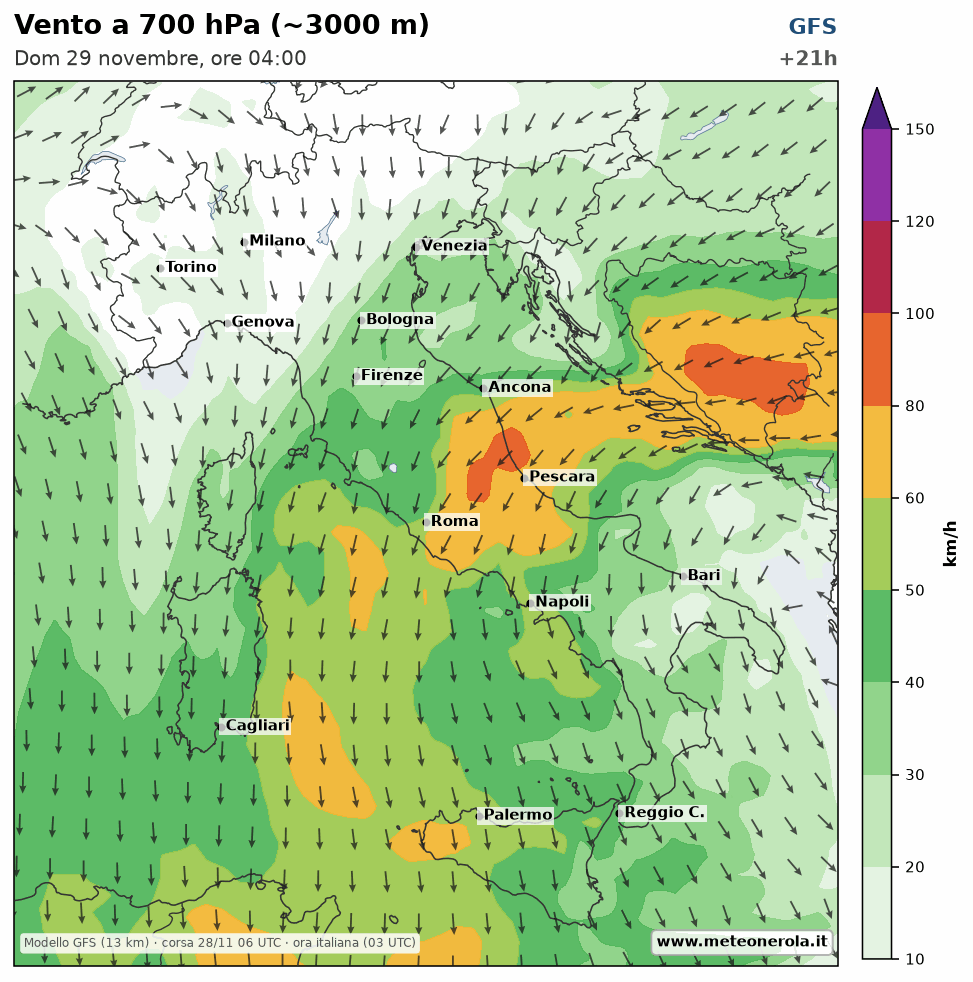 Vento a 700 hPa (~3000 m)
GFS
Dom 29 novembre, ore 04:00
+21h
Milano
Venezia
Torino
Genova
Bologna
Firenze
Ancona
Pescara
Roma
Bari
Napoli
Cagliari
Palermo
Reggio C.
150
120
100
80
60
50
40
30
20
10
km/h
Modello GFS (13 km) · corsa 28/11 06 UTC · ora italiana (03 UTC)
www.meteonerola.it